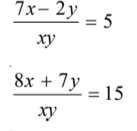 7x- 2y
xy
= 5
8x + 7y
xy
= 15